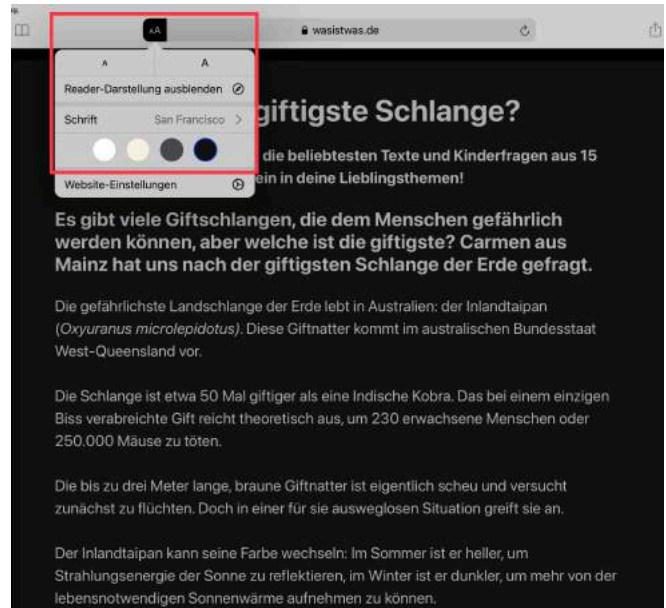 AA
wasistwas.de
A A
Reader-Darstellung ausblenden
Schrift San Francisco
Website-Einstellungen
giftigste Schlange?
die beliebtesten Texte und Kinderfragen aus 15
ein in deine Lieblingsthemen!
Es gibt viele Giftschlangen, die dem Menschen gefährlich
werden können, aber welche ist die giftigste? Carmen aus
Mainz hat uns nach der giftigsten Schlange der Erde gefragt.
Die gefährlichste Landschlange der Erde lebt in Australien: der Inlandtaipan
(Oxyuranus microlepidotus). Diese Giftnatter kommt im australischen Bundesstaat
West-Queensland vor.
Die Schlange ist etwa 50 Mal giftiger als eine Indische Kobra. Das bei einem einzigen
Biss verabreichte Gift reicht theoretisch aus, um 230 erwachsene Menschen oder
250.000 Mäuse zu töten.
Die bis zu drei Meter lange, braune Giftnatter ist eigentlich scheu und versucht
zunächst zu flüchten. Doch in einer für sie ausweglosen Situation greift sie an.
Der Inlandtaipan kann seine Farbe wechseln: Im Sommer ist er heller, um
Strahlungsenergie der Sonne zu reflektieren, im Winter ist er dunkler, um mehr von der
lebensnotwendigen Sonnenwärme aufnehmen zu können.